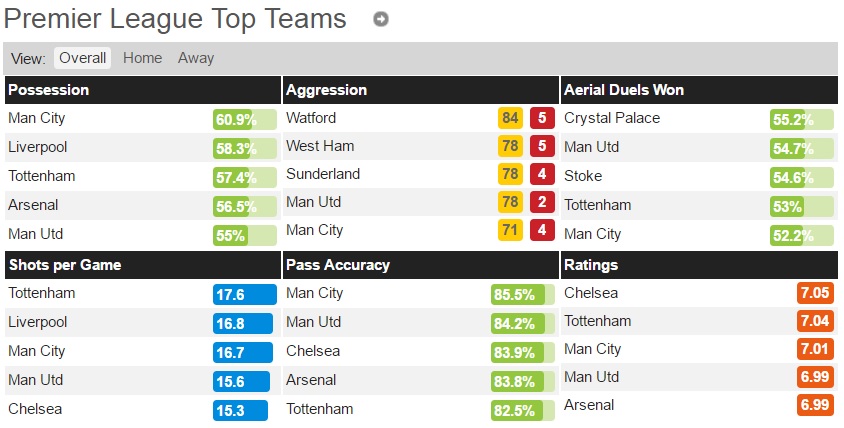 Premier League Top Teams
View: Overall Home Away
Possession
Man City 60.9%
Liverpool 58.3%
Tottenham 57.4%
Arsenal 56.5%
Man Utd 55%
Aggression
Watford 84 5
West Ham 78 5
Sunderland 78 4
Man Utd 78 2
Man City 71 4
Aerial Duels Won
Crystal Palace 55.2%
Man Utd 54.7%
Stoke 54.6%
Tottenham 53%
Man City 52.2%
Shots per Game
Tottenham 17.6
Liverpool 16.8
Man City 16.7
Man Utd 15.6
Chelsea 15.3
Pass Accuracy
Man City 85.5%
Man Utd 84.2%
Chelsea 83.9%
Arsenal 83.8%
Tottenham 82.5%
Ratings
Chelsea 7.05
Tottenham 7.04
Man City 7.01
Man Utd 6.99
Arsenal 6.99